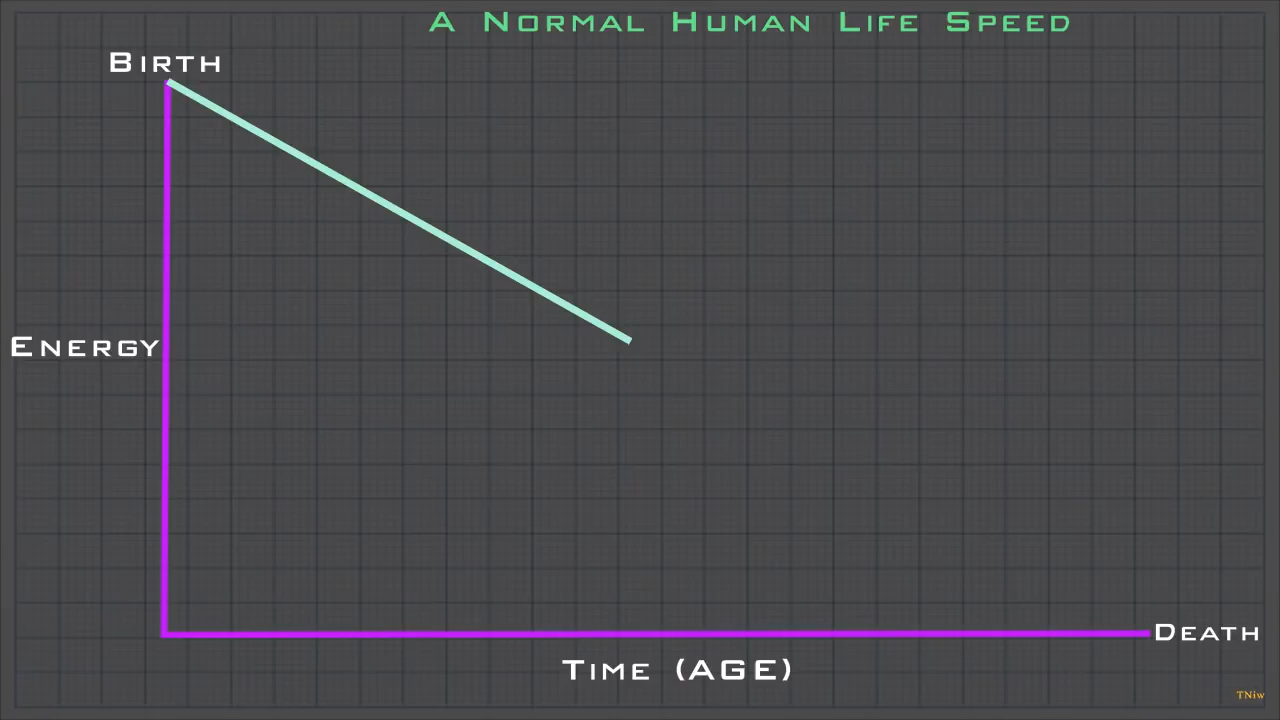 A Normal Human Life Speed
Birth
Energy
Death
Time (AGE)
TNiw